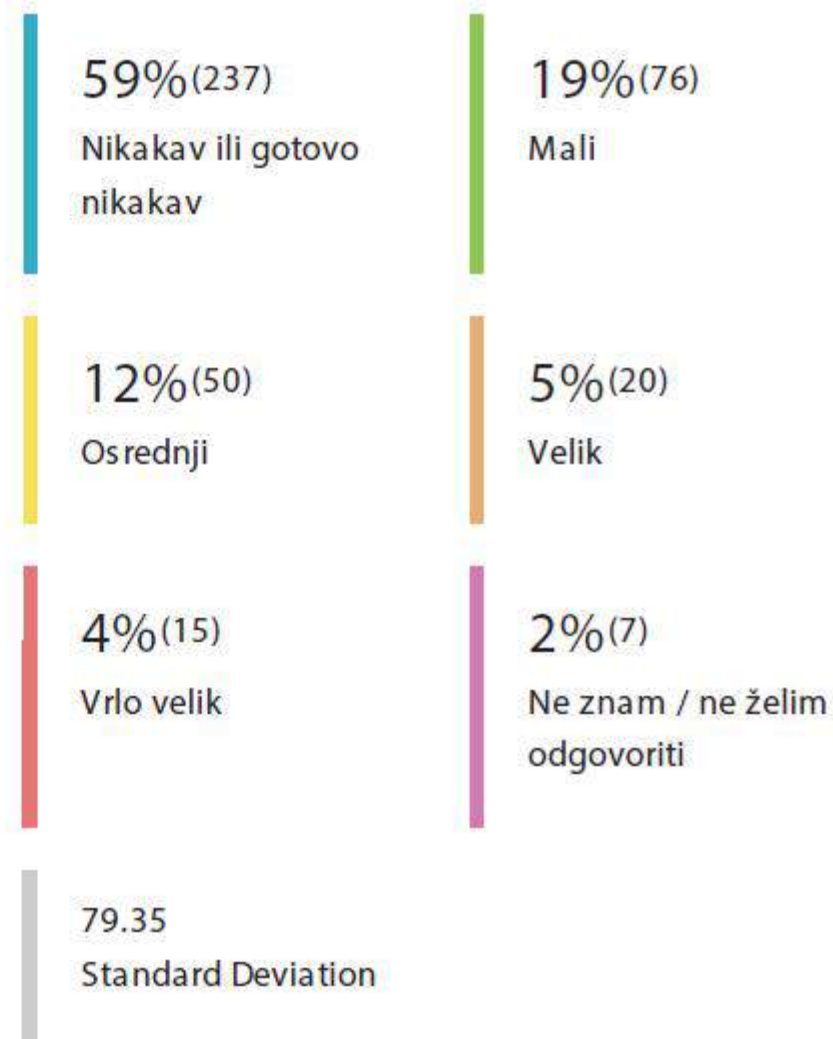 59%(237)
Nikakav ili gotovo
nikakav
19%(76)
Mali
12%(50)
Osrednji
5%(20)
Velik
4%(15)
Vrlo velik
2%(7)
Ne znam / ne želim
odgovoriti
79.35
Standard Deviation